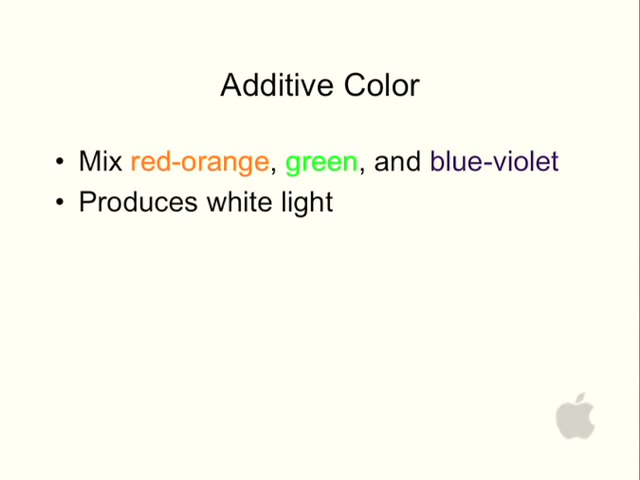 Additive Color
• Mix red-orange, green, and blue-violet
• Produces white light